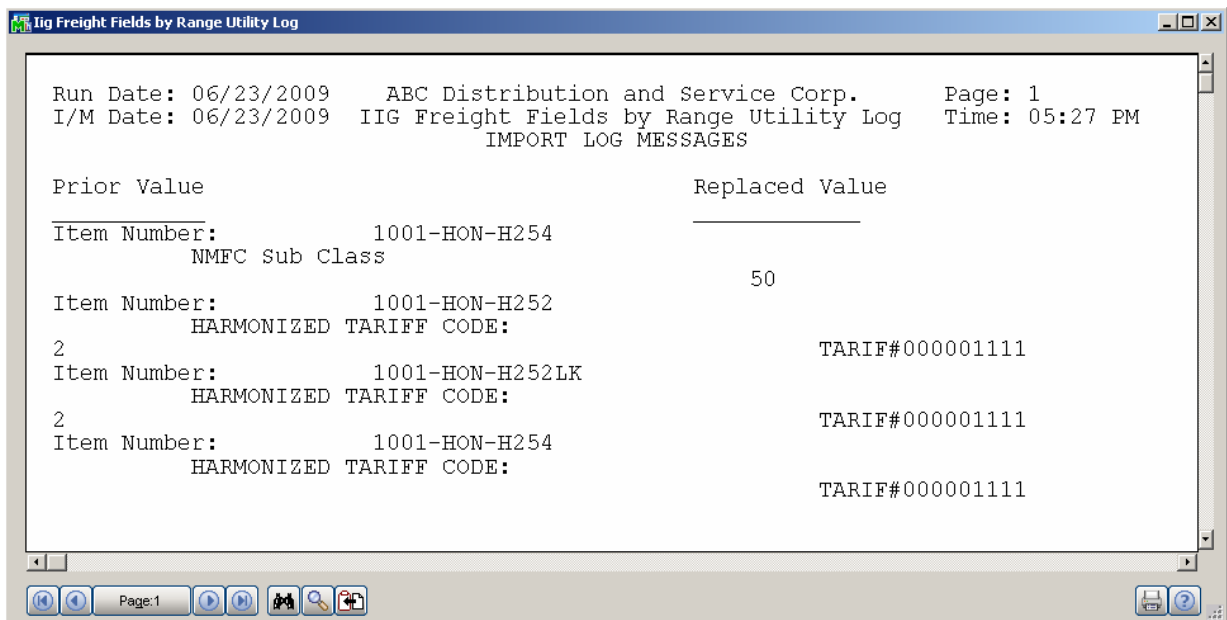 Iig Freight Fields by Range Utility Log
Run Date: 06/23/2009 ABC Distribution and Service Corp. Page: 1
I/M Date: 06/23/2009 IIG Freight Fields by Range Utility Log Time: 05:27 PM
IMPORT LOG MESSAGES
Prior Value Replaced Value
Item Number: 1001-HON-H254
NMFC Sub Class
50
Item Number: 1001-HON-H252
HARMONIZED TARIFF CODE:
2 TARIF#000001111
Item Number: 1001-HON-H252LK
HARMONIZED TARIFF CODE:
2 TARIF#000001111
Item Number: 1001-HON-H254
HARMONIZED TARIFF CODE:
TARIF#000001111
Page:1